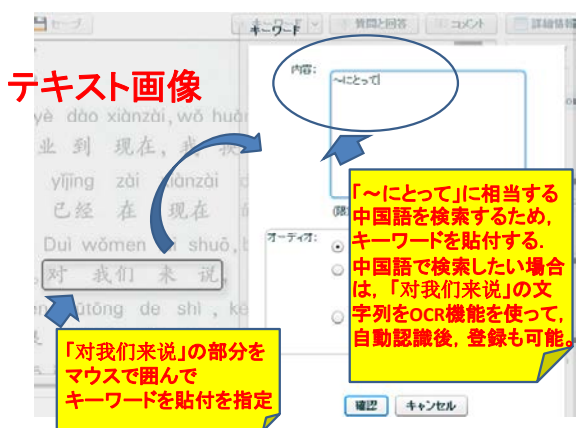 セーブ
キーワード
質問と回答
コメント
詳細情報
キーワード
内容:
~にとって
テキスト画像
yè dào xiànzài, wǒ huàn
业 到 现在, 我 换
yǐjīng zài xiànzài
已经 在 现在
Duì wǒmen shuō,
对 我们 来 说,
tōng de shì , kě
オーディオ:
「~にとって」に相当する
中国語を検索するため,
キーワードを貼付する.
中国語で検索したい場合
は,「对我们来说」の文
字列をOCR機能を使って,
自動認識後, 登録も可能。
「对我们来说」の部分を
マウスで囲んで
キーワードを貼付を指定
確認
キャンセル